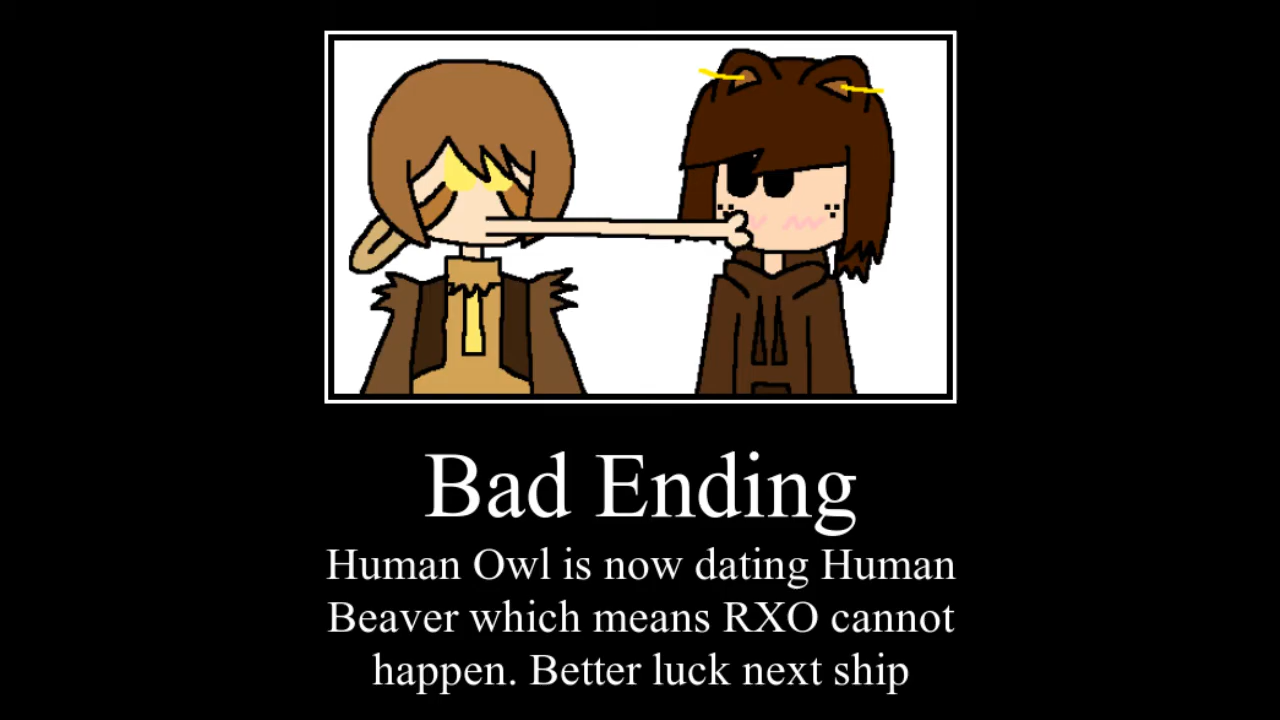 Bad Ending
Human Owl is now dating Human
Beaver which means RXO cannot
happen. Better luck next ship